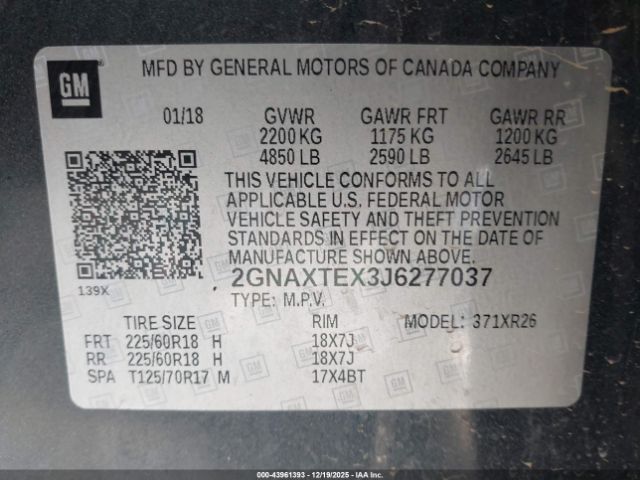 GM
MFD BY GENERAL MOTORS OF CANADA COMPANY
01/18 GVWR GAWR FRT GAWR RR
2200 KG 1175 KG 1200 KG
4850 LB 2590 LB 2645 LB
THIS VEHICLE CONFORMS TO ALL
APPLICABLE U.S. FEDERAL MOTOR
VEHICLE SAFETY AND THEFT PREVENTION
STANDARDS IN EFFECT ON THE DATE OF
MANUFACTURE SHOWN ABOVE.
139X 2GNAXTEX3J6277037
TYPE: M.P.V.
TIRE SIZE RIM MODEL: 371XR26
FRT 225/60R18 H 18X7J
RR 225/60R18 H 18X7J
SPA T125/70R17 M 17X4BT
00-43961393 - 12/19/2025 - IAA Inc.